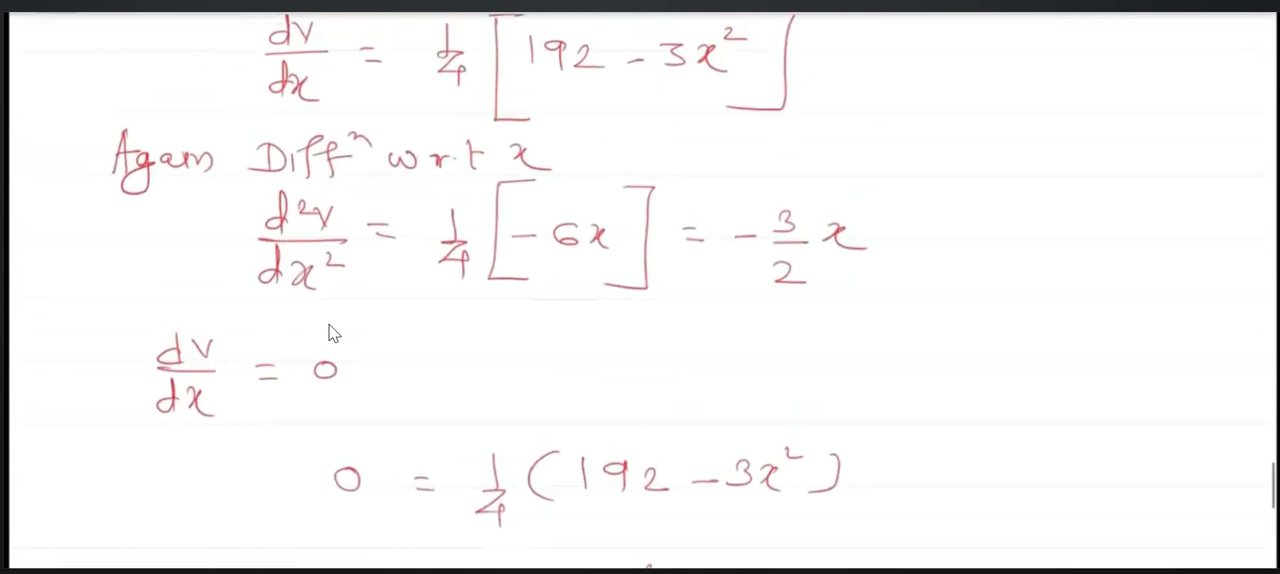 dv/dx = 1/4 [192 - 3x²]
Again Diffⁿ w.r.t x
d²v/dx² = 1/4 [-6x] = -3/2 x
dv/dx = 0
0 = 1/4 (192 - 3x²)